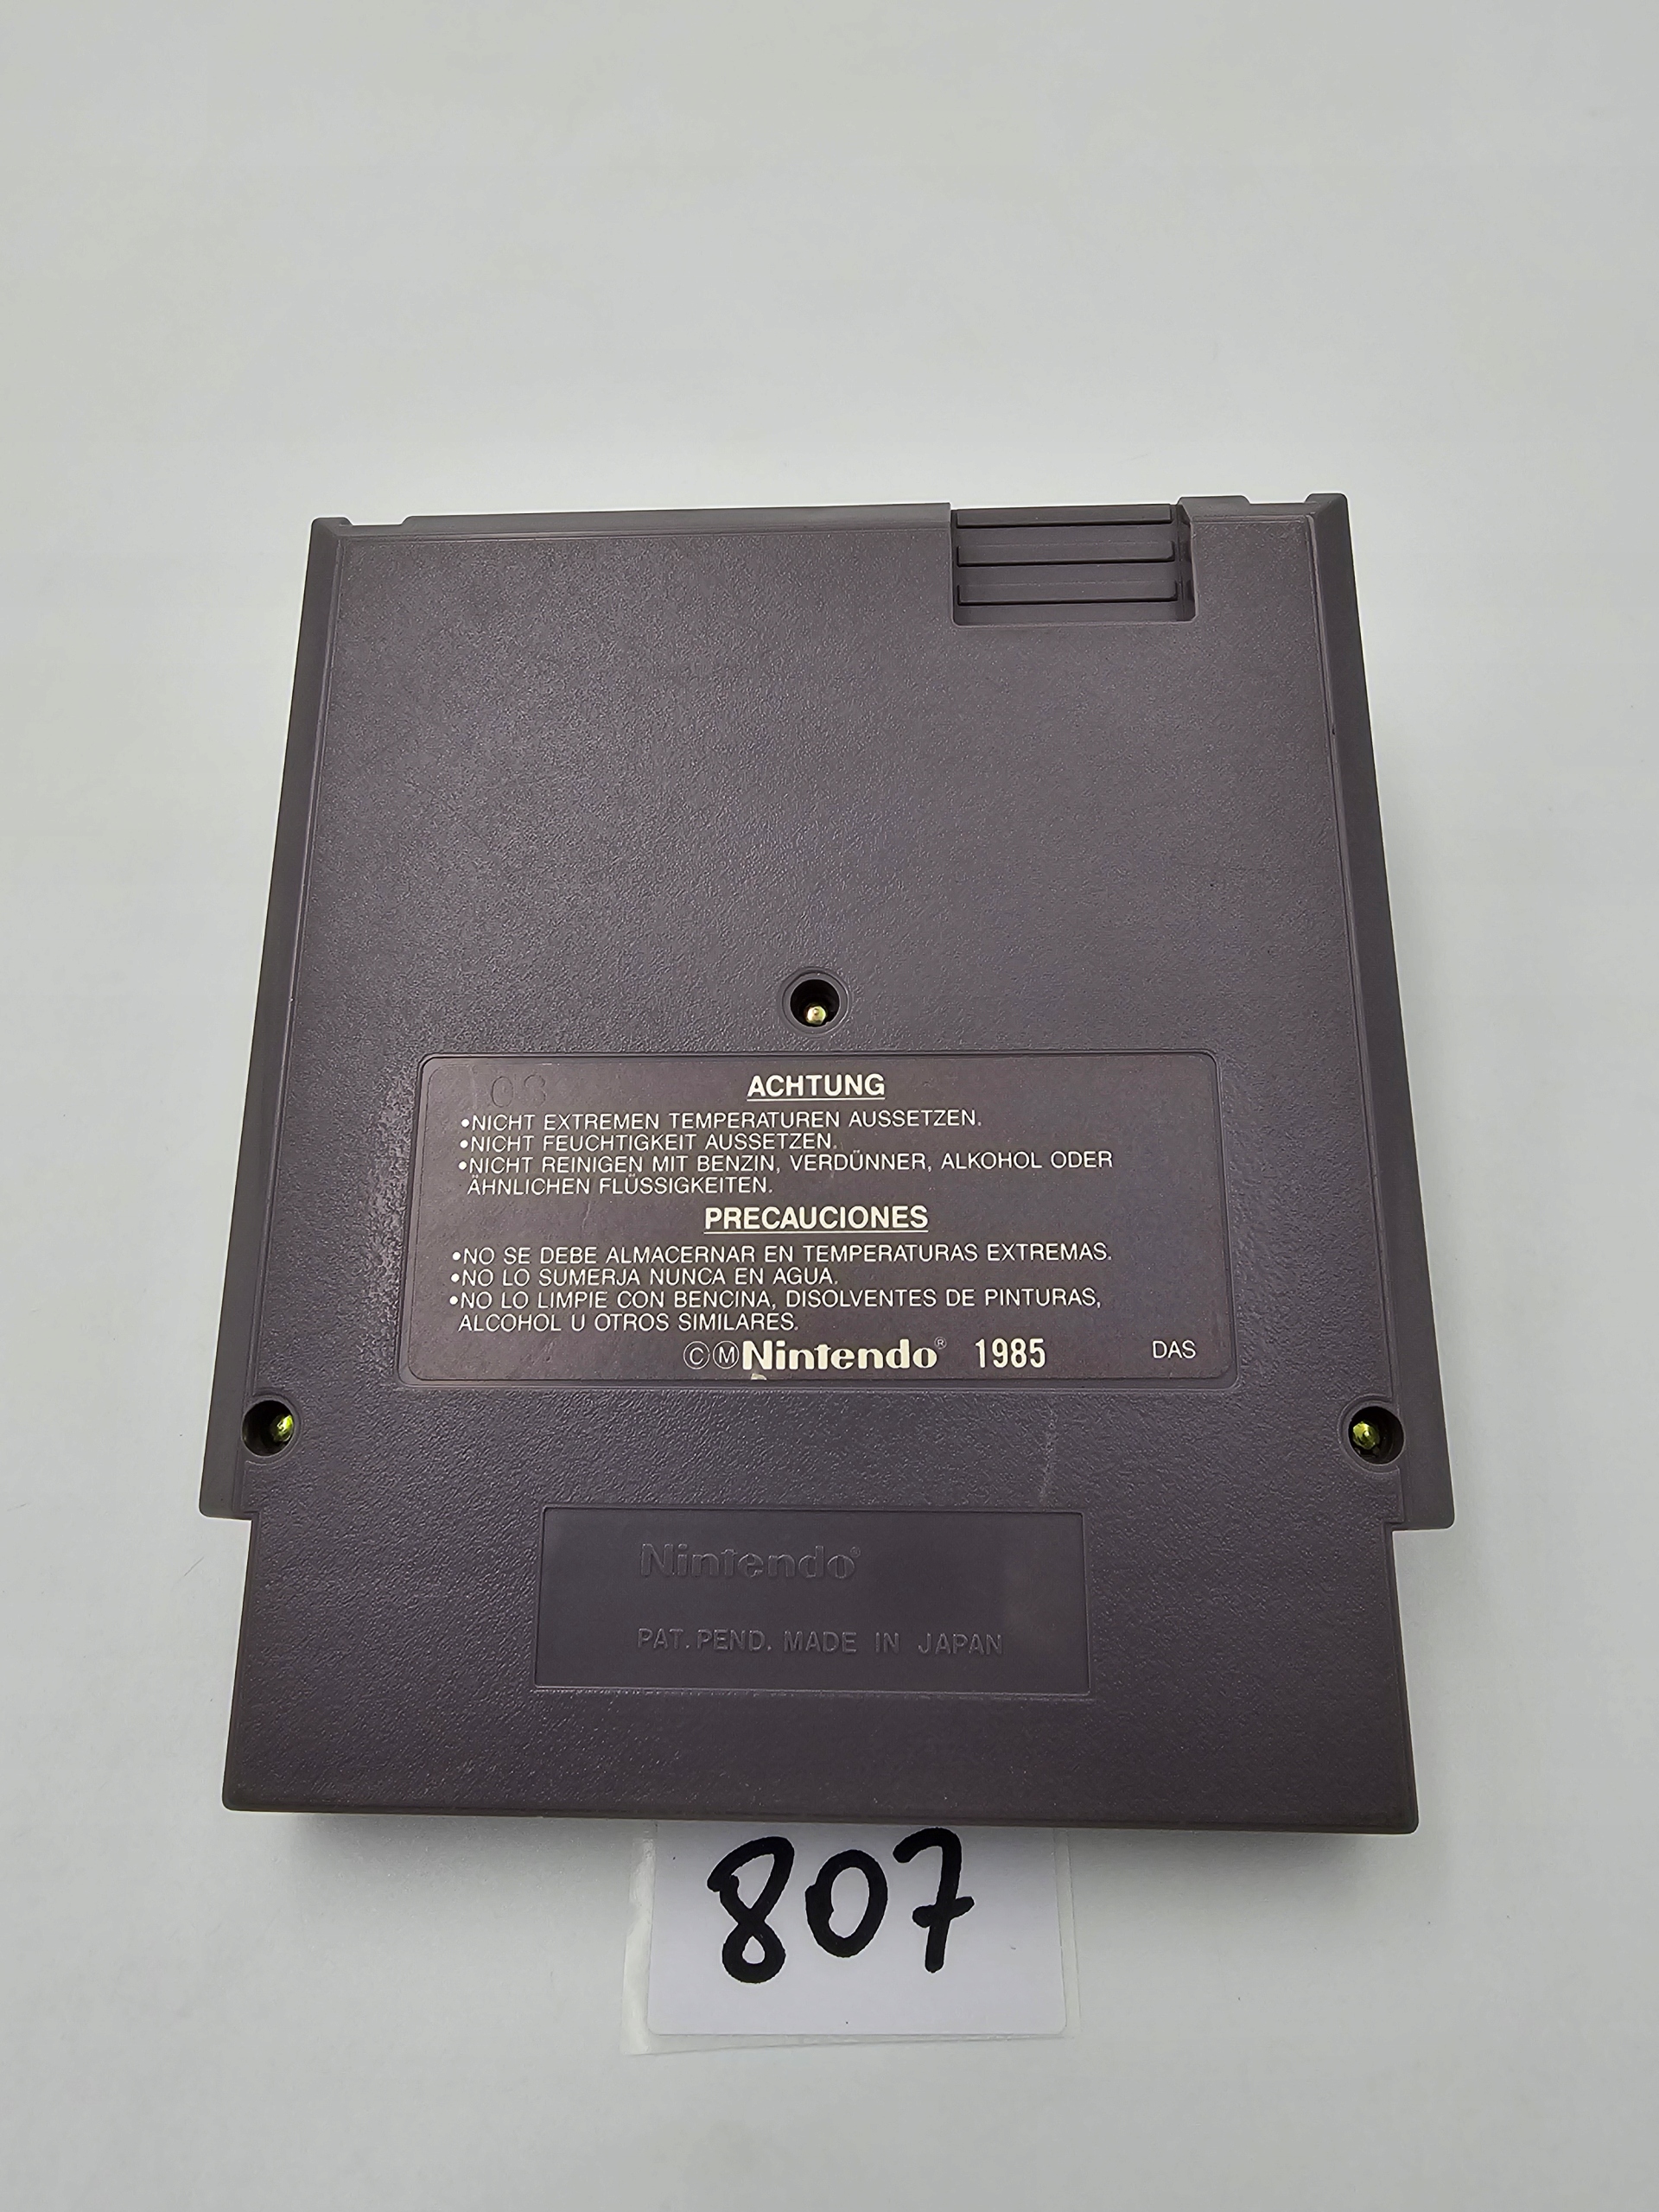 03
ACHTUNG
•NICHT EXTREMEN TEMPERATUREN AUSSETZEN.
•NICHT FEUCHTIGKEIT AUSSETZEN.
•NICHT REINIGEN MIT BENZIN, VERDÜNNER, ALKOHOL ODER
ÄHNLICHEN FLÜSSIGKEITEN.
PRECAUCIONES
•NO SE DEBE ALMACERNAR EN TEMPERATURAS EXTREMAS.
•NO LO SUMERJA NUNCA EN AGUA.
•NO LO LIMPIE CON BENCINA, DISOLVENTES DE PINTURAS,
ALCOHOL U OTROS SIMILARES.
ⒸⓂNintendo® 1985 DAS
Nintendo®
PAT. PEND. MADE IN JAPAN
807